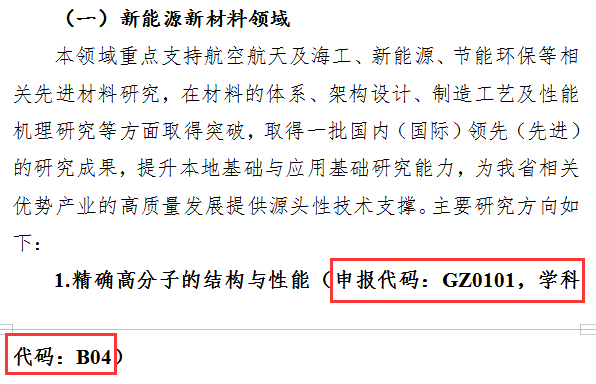 （一）新能源新材料领域
本领域重点支持航空航天及海工、新能源、节能环保等相
关先进材料研究，在材料的体系、架构设计、制造工艺及性能
机理研究等方面取得突破，取得一批国内（国际）领先（先进）
的研究成果，提升本地基础与应用基础研究能力，为我省相关
优势产业的高质量发展提供源头性技术支撑。主要研究方向如
下：
1.精确高分子的结构与性能（申报代码：GZ0101，学科
代码：B04）